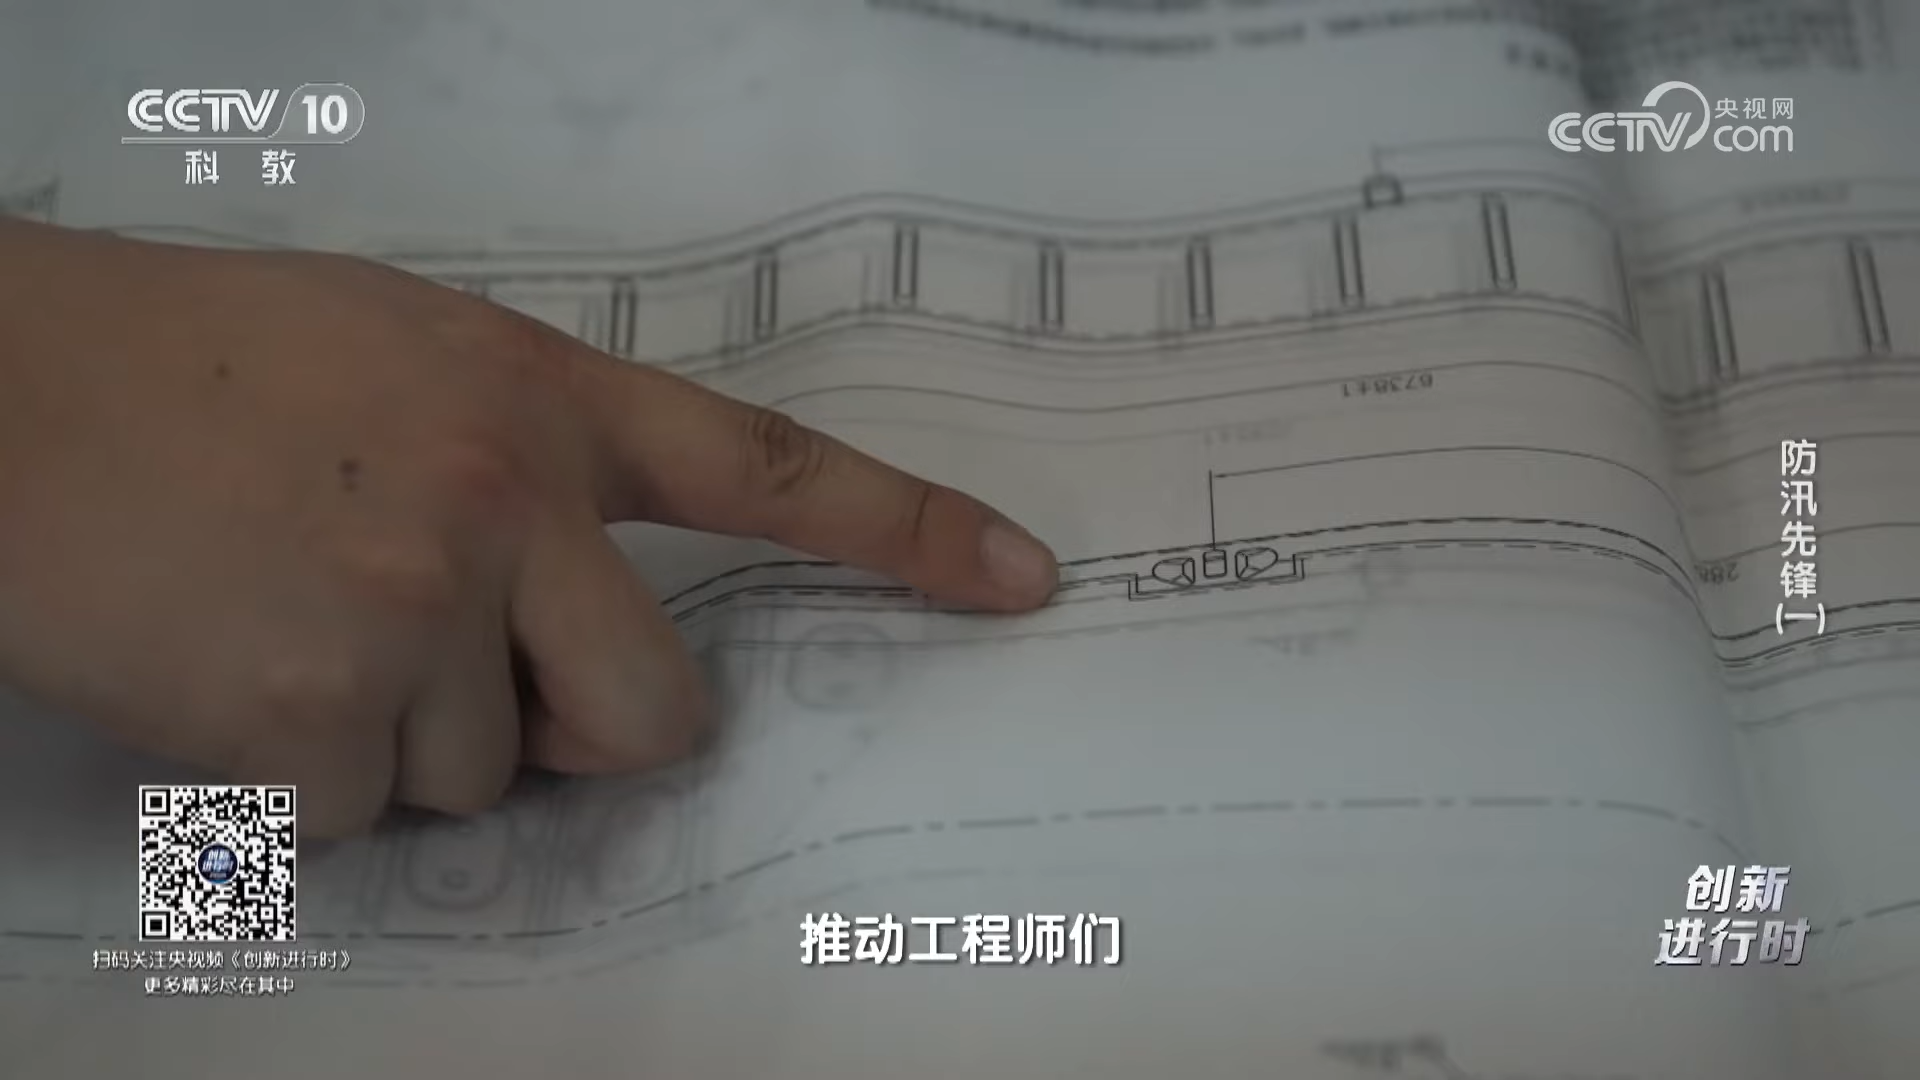 CCTV 10
科 教
央视网
CCTV com
6738±1
防汛先锋(一)
创新
进行时
推动工程师们
扫码关注央视频《创新进行时》
更多精彩尽在其中